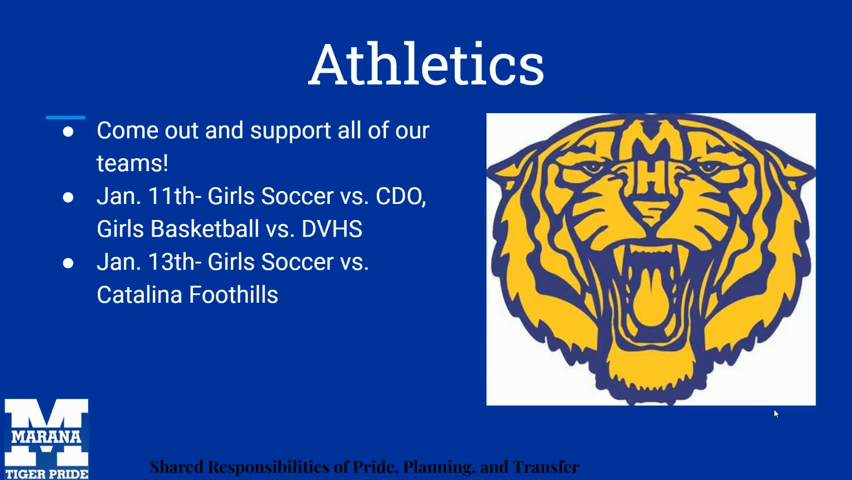 Athletics
● Come out and support all of our
teams!
● Jan. 11th- Girls Soccer vs. CDO,
Girls Basketball vs. DVHS
● Jan. 13th- Girls Soccer vs.
Catalina Foothills
M
H
M
MARANA
TIGER PRIDE
Shared Responsibilities of Pride, Planning, and Transfer